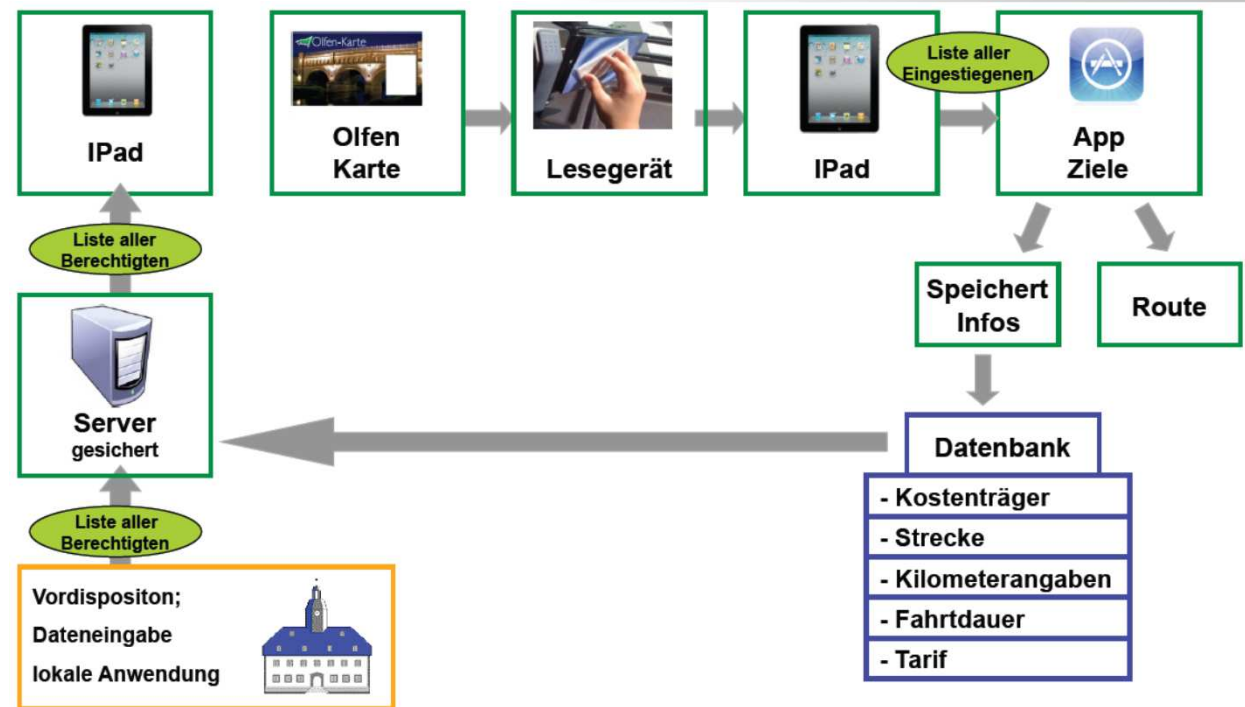 IPad
Olfen-Karte
Olfen
Karte
Lesegerät
IPad
Liste aller
Eingestiegenen
App
Ziele
Liste aller
Berechtigten
Speichert
Infos
Route
Server
gesichert
Datenbank
- Kostenträger
- Strecke
- Kilometerangaben
- Fahrtdauer
- Tarif
Liste aller
Berechtigten
Vordispositon;
Dateneingabe
lokale Anwendung